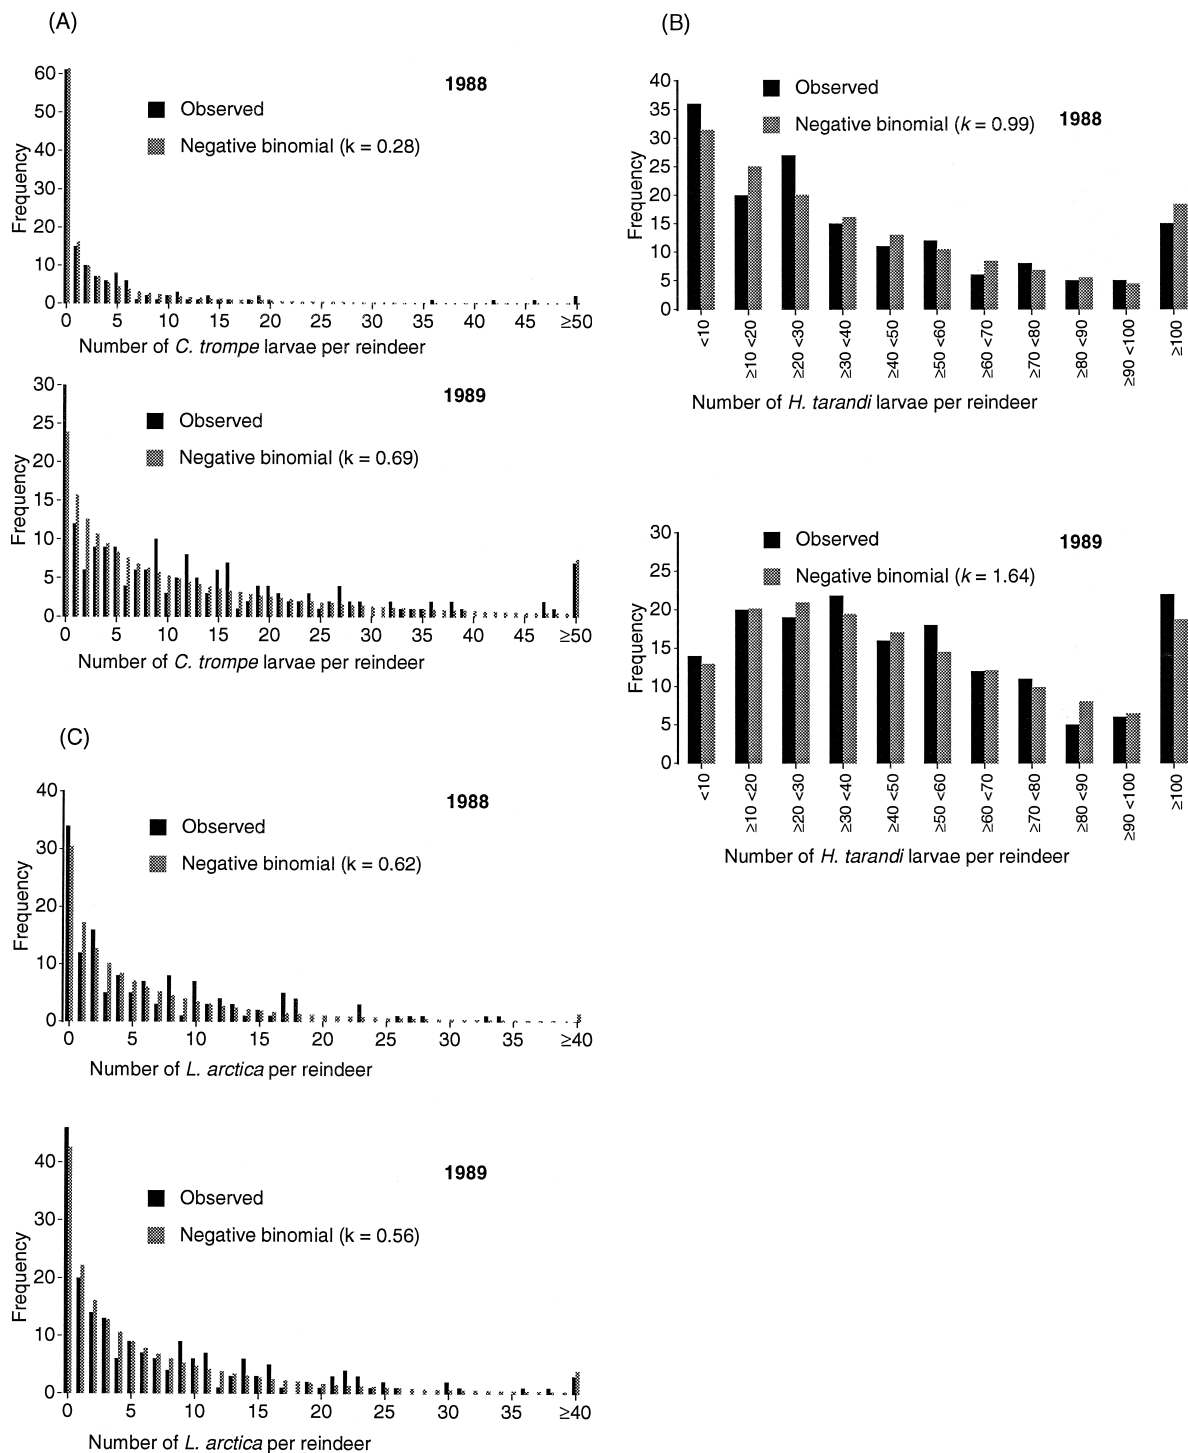 (A)
1988
Observed
Negative binomial (k = 0.28)
Frequency
60
50
40
30
20
10
0
0 5 10 15 20 25 30 35 40 45 ≥50
Number of C. trompe larvae per reindeer
1989
Observed
Negative binomial (k = 0.69)
Frequency
30
25
20
15
10
5
0
0 5 10 15 20 25 30 35 40 45 ≥50
Number of C. trompe larvae per reindeer
(B)
1988
Observed
Negative binomial (k = 0.99)
Frequency
40
35
30
25
20
15
10
5
0
<10 ≥10 <20 ≥20 <30 ≥30 <40 ≥40 <50 ≥50 <60 ≥60 <70 ≥70 <80 ≥80 <90 ≥90 <100 ≥100
Number of H. tarandi larvae per reindeer
1989
Observed
Negative binomial (k = 1.64)
Frequency
30
25
20
15
10
5
0
<10 ≥10 <20 ≥20 <30 ≥30 <40 ≥40 <50 ≥50 <60 ≥60 <70 ≥70 <80 ≥80 <90 ≥90 <100 ≥100
Number of H. tarandi larvae per reindeer
(C)
1988
Observed
Negative binomial (k = 0.62)
Frequency
40
30
20
10
0
0 5 10 15 20 25 30 35 ≥40
Number of L. arctica per reindeer
1989
Observed
Negative binomial (k = 0.56)
Frequency
40
30
20
10
0
0 5 10 15 20 25 30 35 ≥40
Number of L. arctica per reindeer